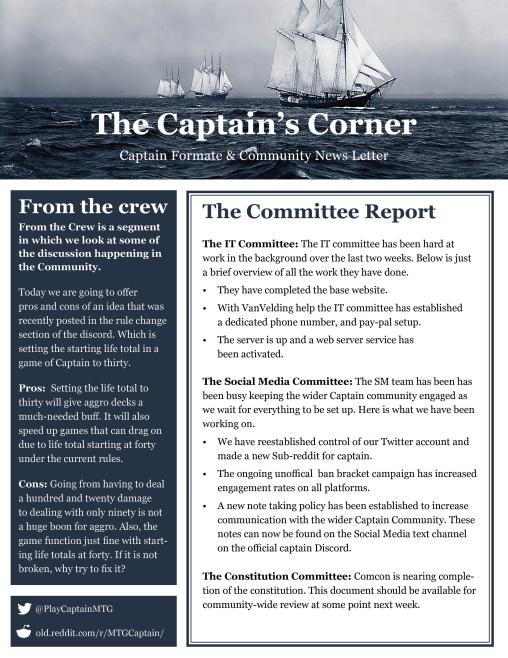 The Captain's Corner
Captain Formate & Community News Letter
From the crew
From the Crew is a segment
in which we look at some of
the discussion happening in
the Community.
Today we are going to offer
pros and cons of an idea that was
recently posted in the rule change
section of the discord. Which is
setting the starting life total in a
game of Captain to thirty.
Pros:  Setting the life total to
thirty will give aggro decks a
much-needed buff. It will also
speed up games that can drag on
due to life total starting at forty
under the current rules.
Cons: Going from having to deal
a hundred and twenty damage
to dealing with only ninety is not
a huge boon for aggro. Also, the
game function just fine with start-
ing life totals at forty. If it is not
broken, why try to fix it?
@PlayCaptainMTG
old.reddit.com/r/MTGCaptain/
The Committee Report
The IT Committee: The IT committee has been hard at
work in the background over the last two weeks. Below is just
a brief overview of all the work they have done.
• They have completed the base website.
• With VanVelding help the IT committee has established
a dedicated phone number, and pay-pal setup.
• The server is up and a web server service has
been activated.
The Social Media Committee: The SM team has been has
been busy keeping the wider Captain community engaged as
we wait for everything to be set up. Here is what we have been
working on.
• We have reestablished control of our Twitter account and
made a new Sub-reddit for captain.
• The ongoing unoffical  ban bracket campaign has increased
engagement rates on all platforms.
• A new note taking policy has been established to increase
communication with the wider Captain Community. These
notes can now be found on the Social Media text channel
on the official captain Discord.
The Constitution Committee: Comcon is nearing comple-
tion of the constitution. This document should be available for
community-wide review at some point next week.